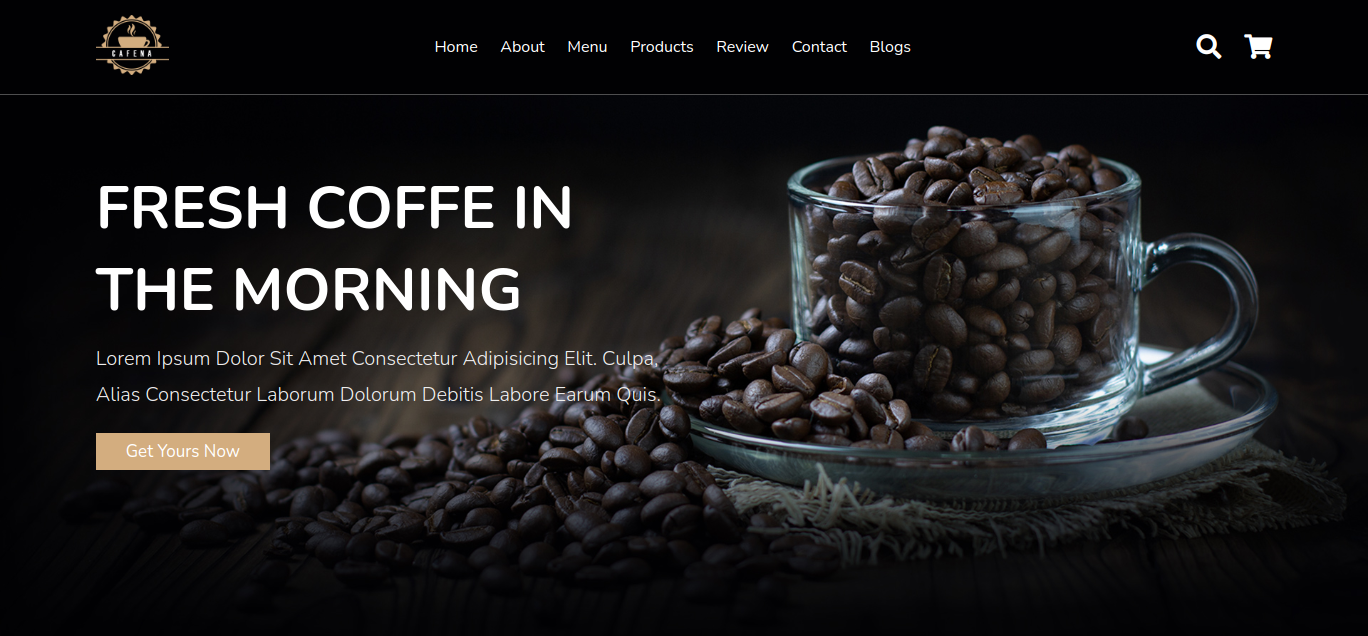 CAFENA
Home About Menu Products Review Contact Blogs
FRESH COFFE IN
THE MORNING
Lorem Ipsum Dolor Sit Amet Consectetur Adipisicing Elit. Culpa,
Alias Consectetur Laborum Dolorum Debitis Labore Earum Quis.
Get Yours Now